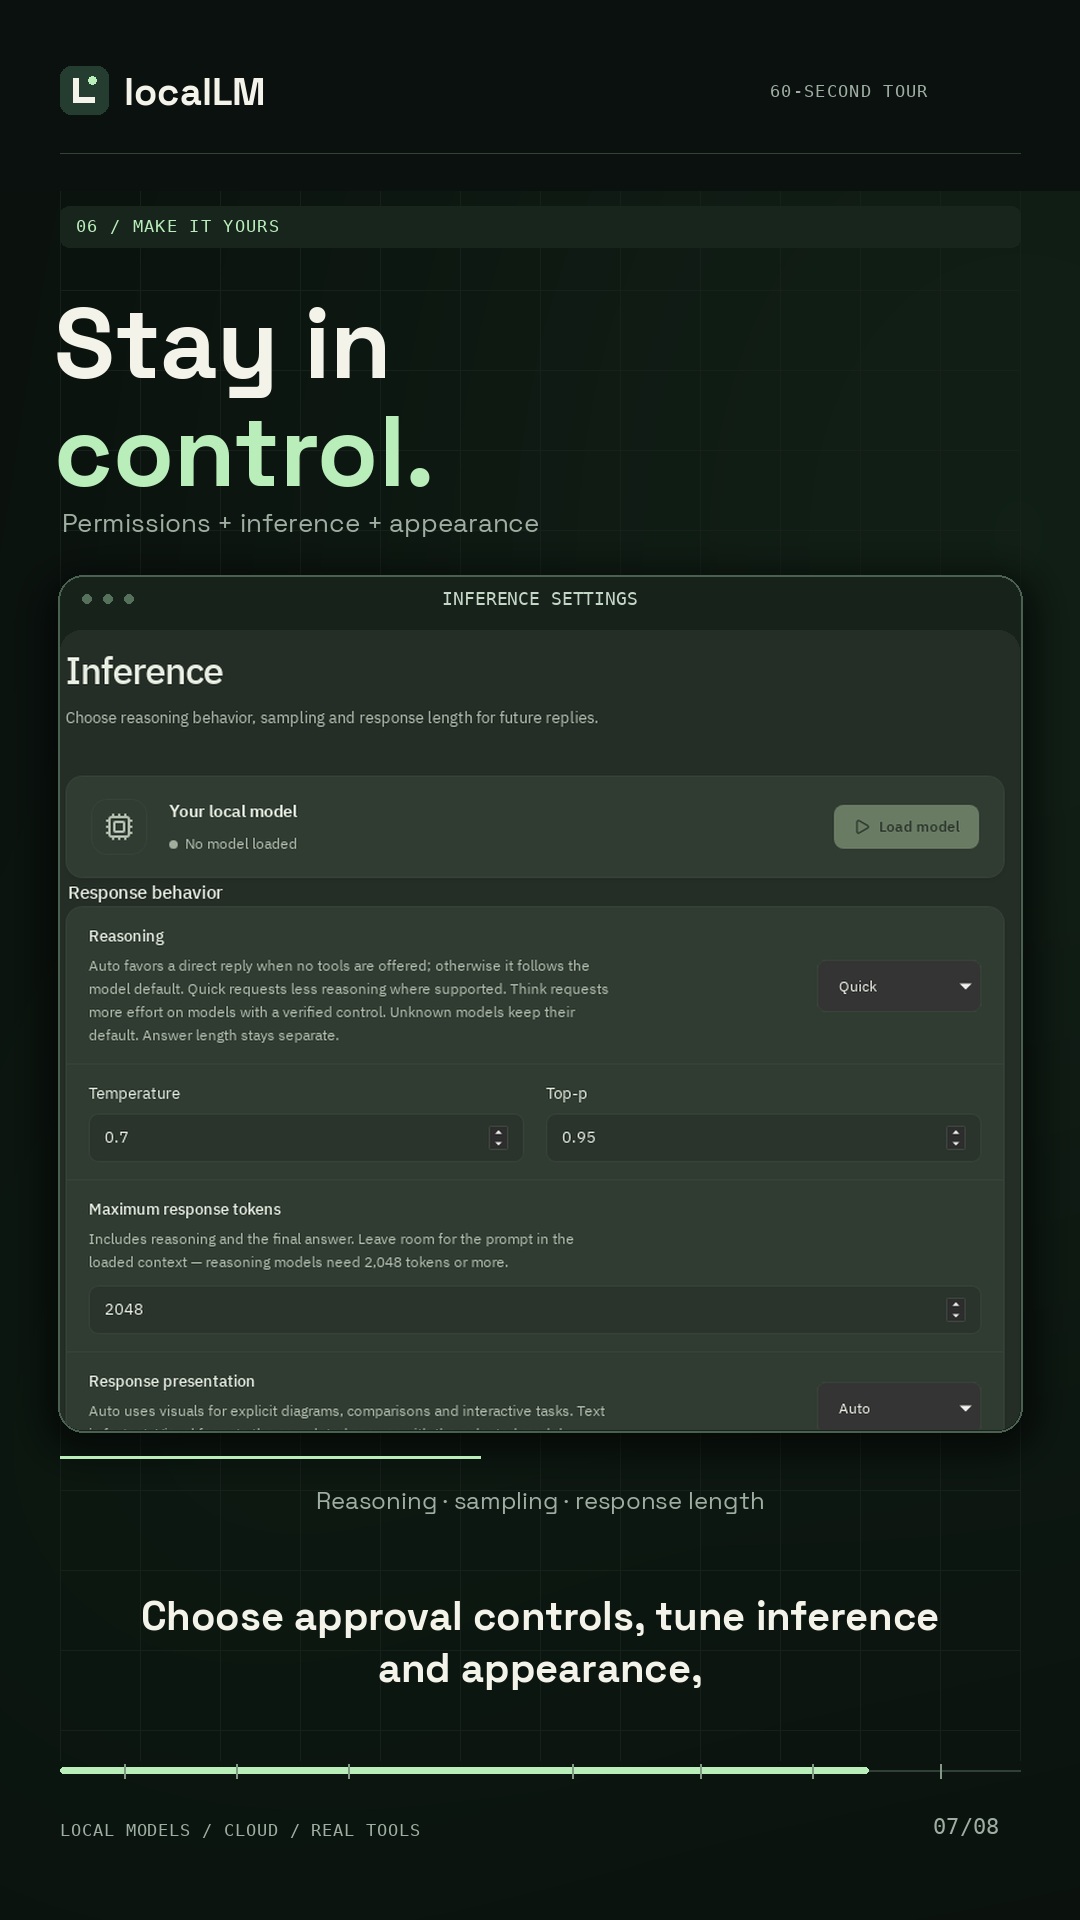 localLM
60-SECOND TOUR
06 / MAKE IT YOURS
Stay in
control.
Permissions + inference + appearance
INFERENCE SETTINGS
Inference
Choose reasoning behavior, sampling and response length for future replies.
Your local model
No model loaded
Load model
Response behavior
Reasoning
Auto favors a direct reply when no tools are offered; otherwise it follows the
model default. Quick requests less reasoning where supported. Think requests
more effort on models with a verified control. Unknown models keep their
default. Answer length stays separate.
Quick
Temperature
Top-p
0.7
0.95
Maximum response tokens
Includes reasoning and the final answer. Leave room for the prompt in the
loaded context — reasoning models need 2,048 tokens or more.
2048
Response presentation
Auto uses visuals for explicit diagrams, comparisons and interactive tasks. Text
Auto
Reasoning · sampling · response length
Choose approval controls, tune inference
and appearance,
LOCAL MODELS / CLOUD / REAL TOOLS
07/08